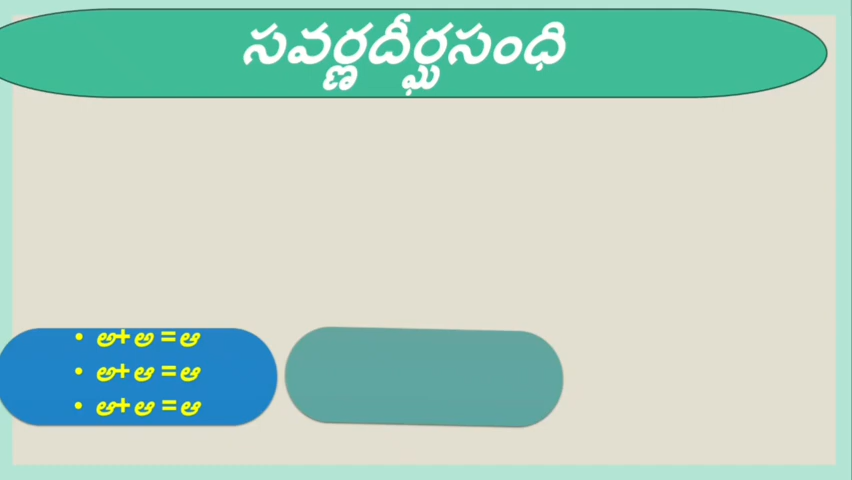 సవర్ణదీర్ఘసంధి
• అ+ అ =ఆ
• అ+ ఆ =ఆ
• ఆ+ ఆ =ఆ